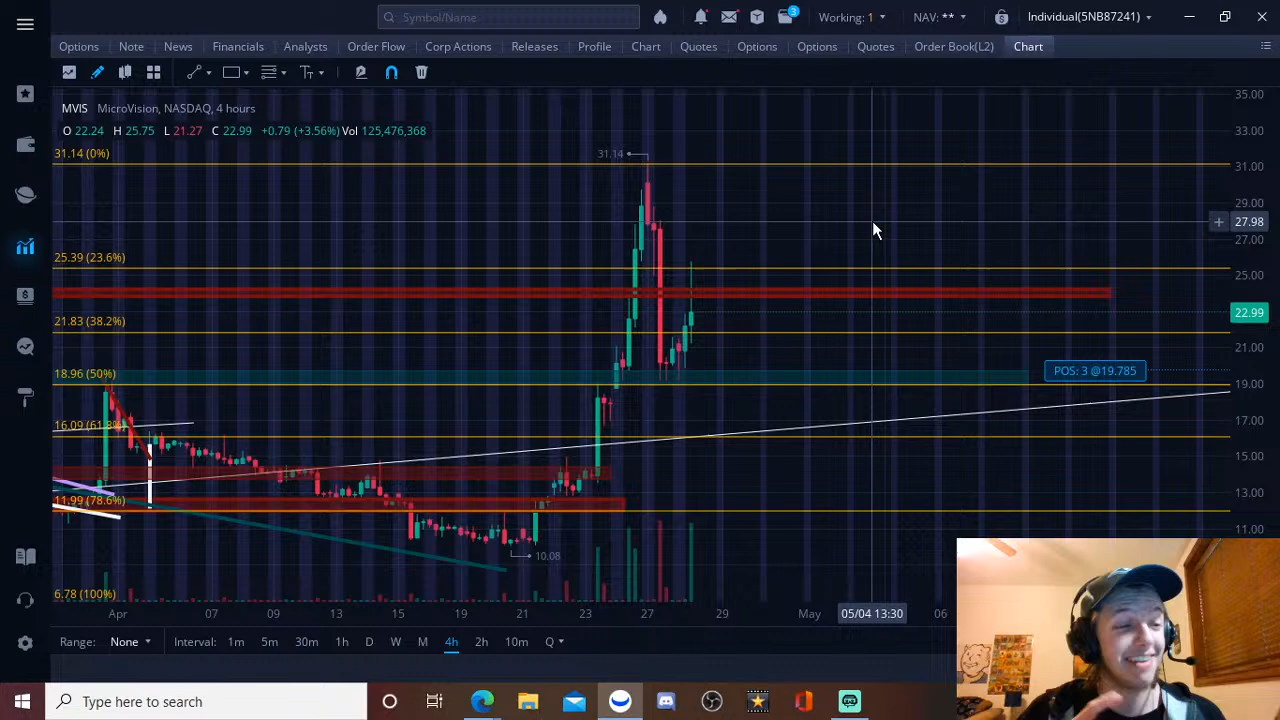 Symbol/Name
3
Working: 1
NAV: **
Individual(5NB87241)
Options Note News Financials Analysts Order Flow Corp Actions Releases Profile Chart Quotes Options Options Quotes Order Book(L2) Chart
MVIS MicroVision, NASDAQ, 4 hours
O 22.24 H 25.75 L 21.27 C 22.99 +0.79 (+3.56%) Vol 125,476,368
35.00
33.00
31.14 (0%)
31.14
31.00
29.00
27.98
27.00
25.39 (23.6%)
25.00
22.99
21.83 (38.2%)
21.00
18.96 (50%)
POS: 3 @19.785
19.00
17.00
16.09 (61.8%)
15.00
13.00
11.99 (78.6%)
11.00
10.08
6.78 (100%)
Apr 07 09 13 15 19 21 23 27 29 May 05/04 13:30 06
Range: None Interval: 1m 5m 30m 1h D W M 4h 2h 10m Q
Type here to search